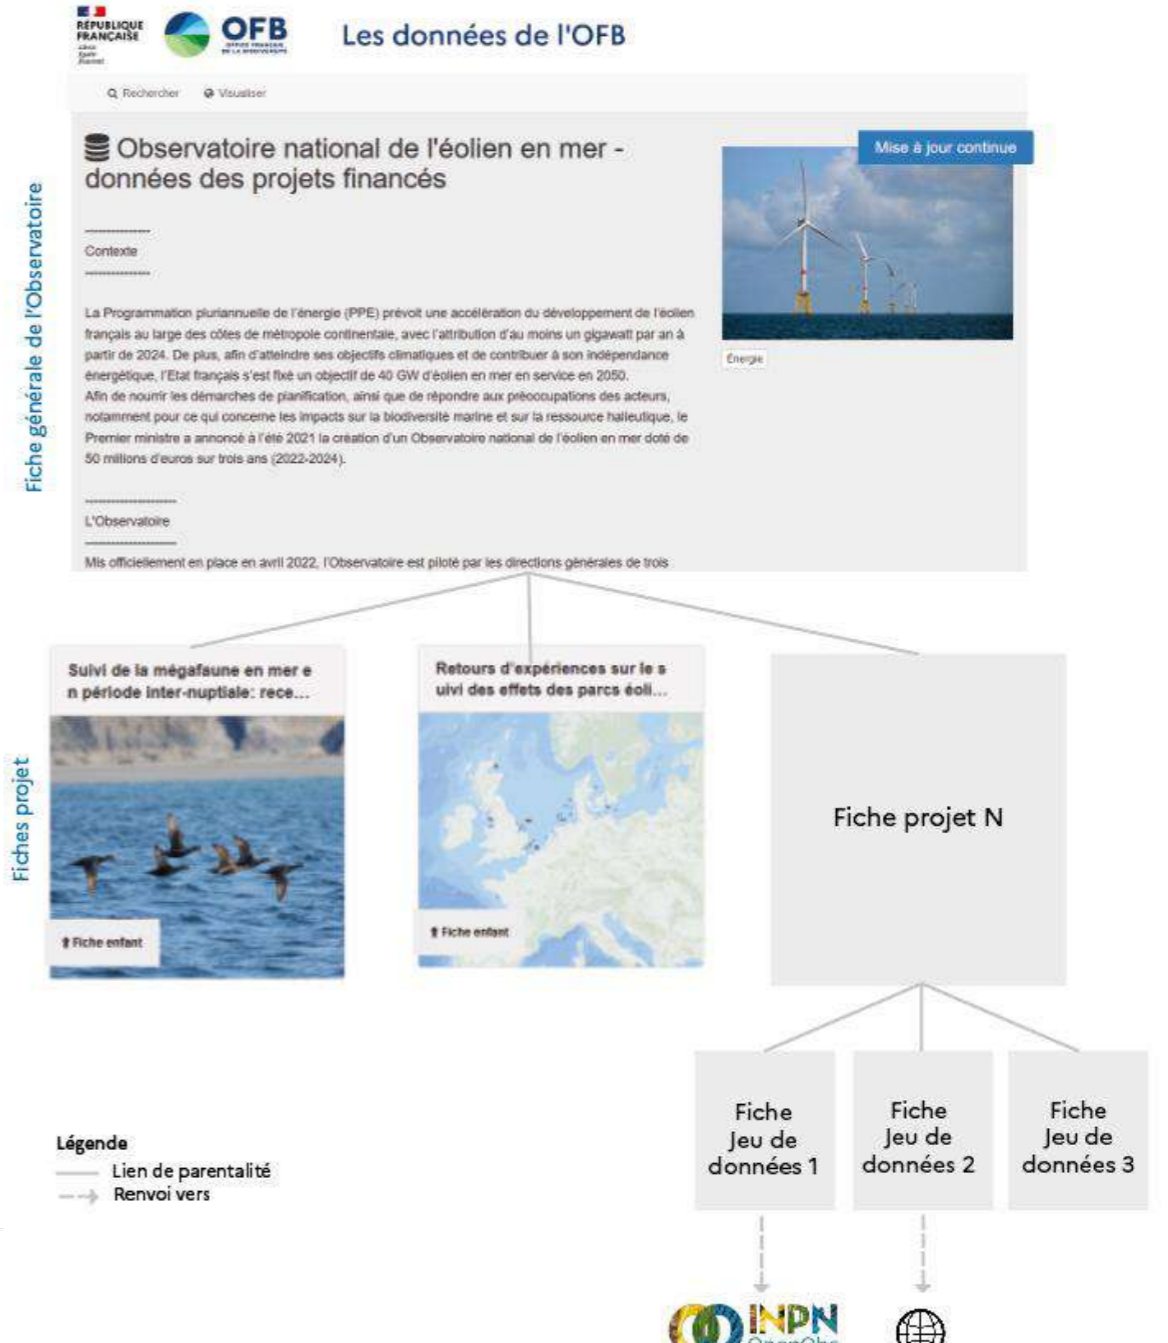 RÉPUBLIQUE
FRANÇAISE
Liberté
Égalité
Fraternité
OFB
OFFICE FRANÇAIS
DE LA BIODIVERSITÉ
Les données de l'OFB
Rechercher Visualiser
Fiche générale de l'Observatoire
Observatoire national de l'éolien en mer -
données des projets financés
Mise à jour continue
Énergie
---------------
Contexte
---------------
La Programmation pluriannuelle de l'énergie (PPE) prévoit une accélération du développement de l'éolien
français au large des côtes de métropole continentale, avec l'attribution d'au moins un gigawatt par an à
partir de 2024. De plus, afin d'atteindre ses objectifs climatiques et de contribuer à son indépendance
énergétique, l'Etat français s'est fixé un objectif de 40 GW d'éolien en mer en service en 2050.
Afin de nourrir les démarches de planification, ainsi que de répondre aux préoccupations des acteurs,
notamment pour ce qui concerne les impacts sur la biodiversité marine et sur la ressource halieutique, le
Premier ministre a annoncé à l'été 2021 la création d'un Observatoire national de l'éolien en mer doté de
50 millions d'euros sur trois ans (2022-2024).
---------------------
L'Observatoire
---------------------
Mis officiellement en place en avril 2022, l'Observatoire est piloté par les directions générales de trois
Fiches projet
Suivi de la mégafaune en mer e
n période inter-nuptiale: rece...
Fiche enfant
Retours d'expériences sur le s
uivi des effets des parcs éoli...
Fiche enfant
Fiche projet N
Fiche
Jeu de
données 1
Fiche
Jeu de
données 2
Fiche
Jeu de
données 3
Légende
Lien de parentalité
Renvoi vers
INPN
OpenObs